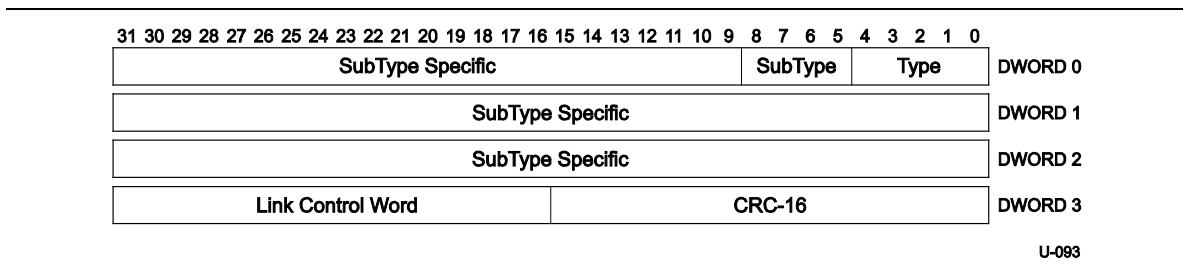 31 30 29 28 27 26 25 24 23 22 21 20 19 18 17 16 15 14 13 12 11 10 9 8 7 6 5 4 3 2 1 0
SubType Specific SubType Type DWORD 0
SubType Specific DWORD 1
SubType Specific DWORD 2
Link Control Word CRC-16 DWORD 3
U-093